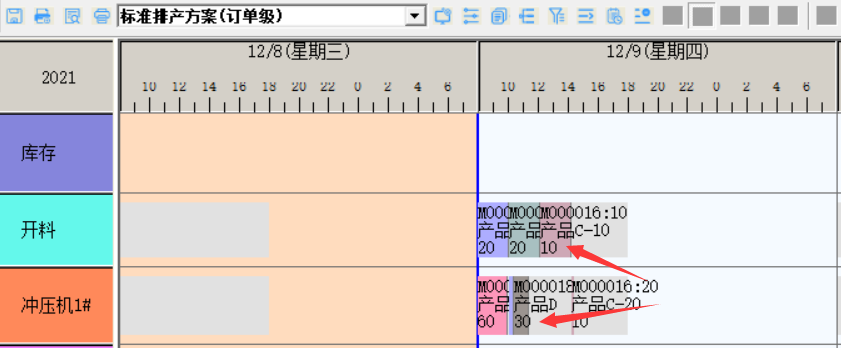 标准排产方案(订单级)
12/8(星期三) 12/9(星期四)
2021
10 12 14 16 18 20 22 0 2 4 6 10 12 14 16 18 20 22 0 2 4 6
库存
开料
M000 M000 M000016:10
产品 产品 产品C-10
20 20 10
冲压机1#
M000 M000018 M000016:20
产品 产品D 产品C-20
60 30 10